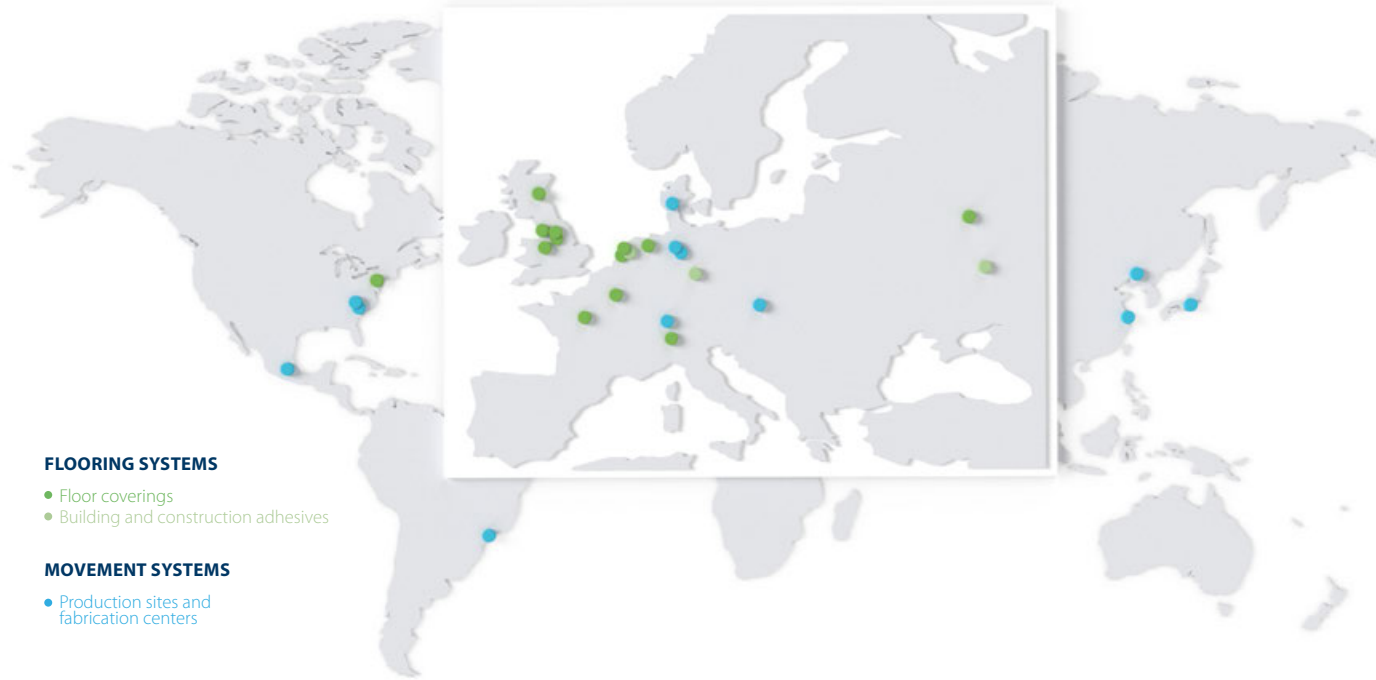 FLOORING SYSTEMS
Floor coverings
Building and construction adhesives
MOVEMENT SYSTEMS
Production sites and
fabrication centers